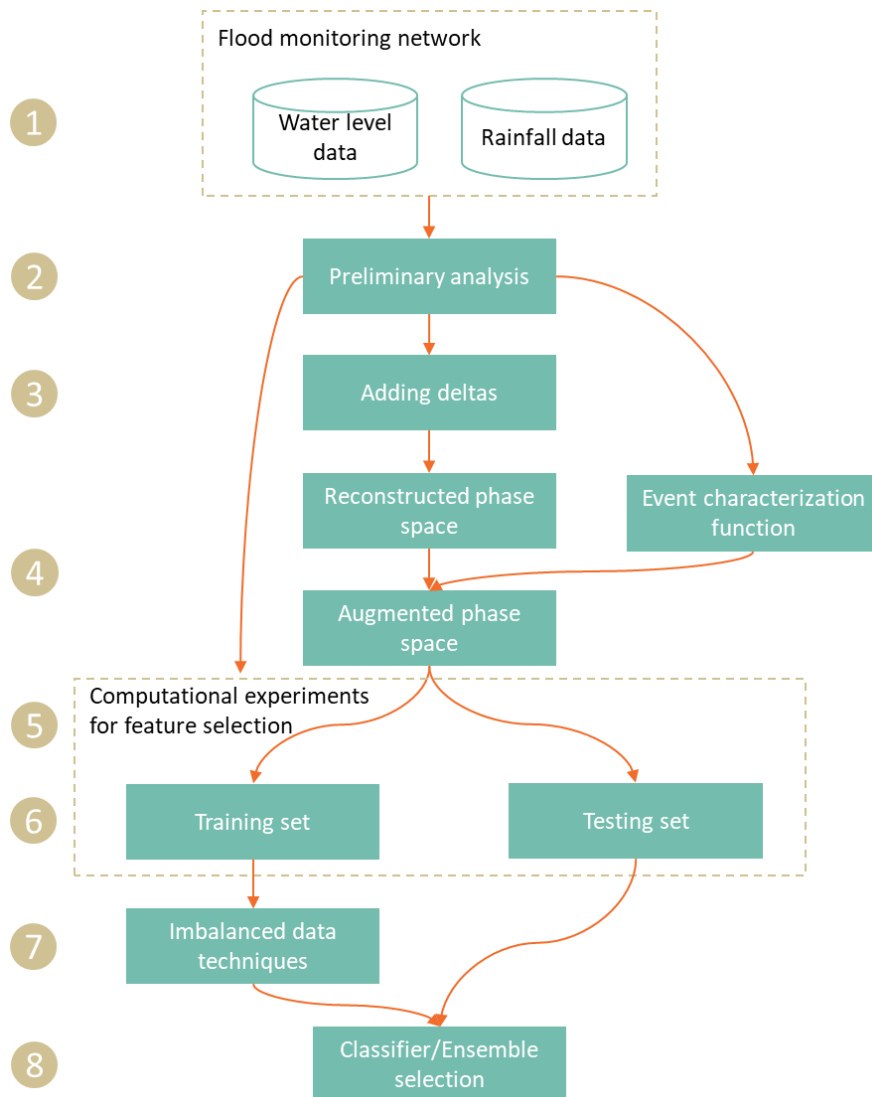 Flood monitoring network
1
Water level
data
Rainfall data
2
Preliminary analysis
3
Adding deltas
Reconstructed phase
space
Event characterization
function
4
Augmented phase
space
Computational experiments
for feature selection
5
6
Training set
Testing set
7
Imbalanced data
techniques
8
Classifier/Ensemble
selection